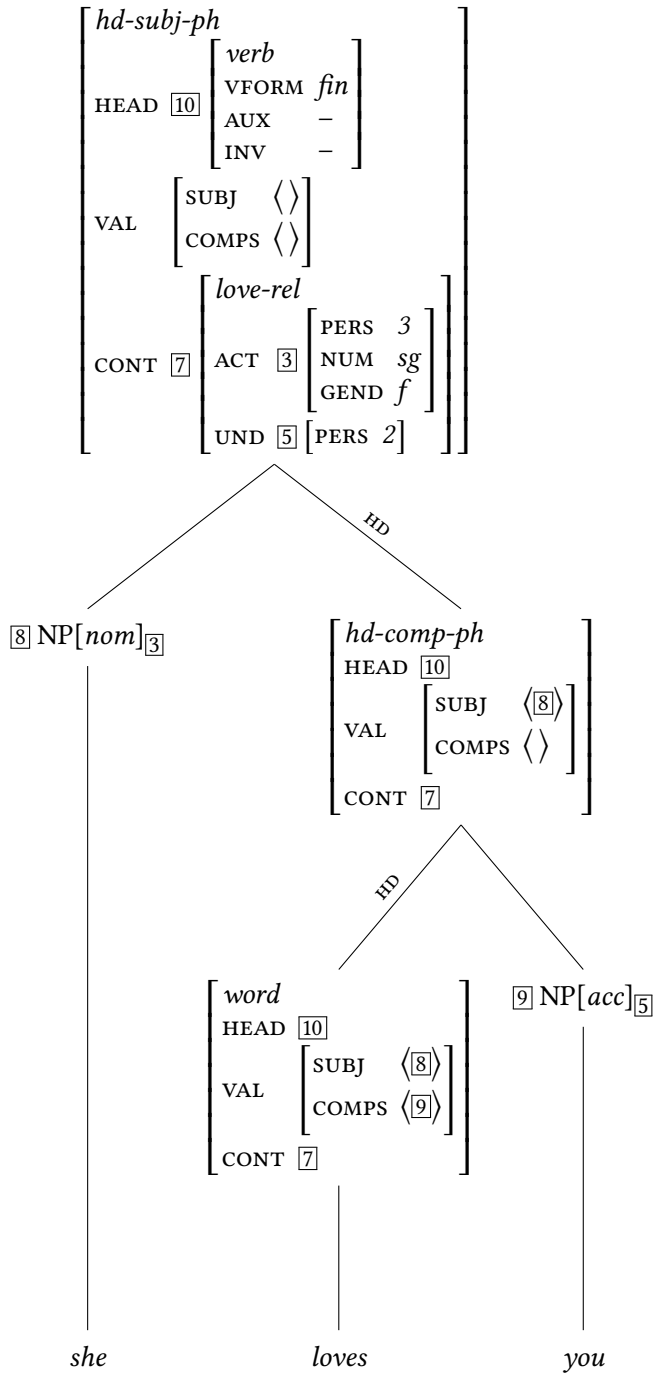 hd-subj-ph
HEAD 10
verb
VFORM fin
AUX –
INV –
VAL
SUBJ ⟨ ⟩
COMPS ⟨ ⟩
CONT 7
love-rel
ACT 3
PERS 3
NUM sg
GEND f
UND 5 [PERS 2]
HD
8 NP[nom]3
hd-comp-ph
HEAD 10
VAL
SUBJ ⟨8⟩
COMPS ⟨ ⟩
CONT 7
HD
word
HEAD 10
VAL
SUBJ ⟨8⟩
COMPS ⟨9⟩
CONT 7
9 NP[acc]5
she loves you